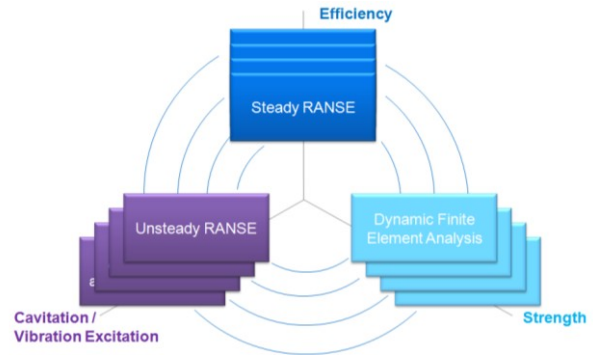 Efficiency
Steady RANSE
Unsteady RANSE
Dynamic Finite
Element Analysis
Cavitation /
Vibration Excitation
Strength